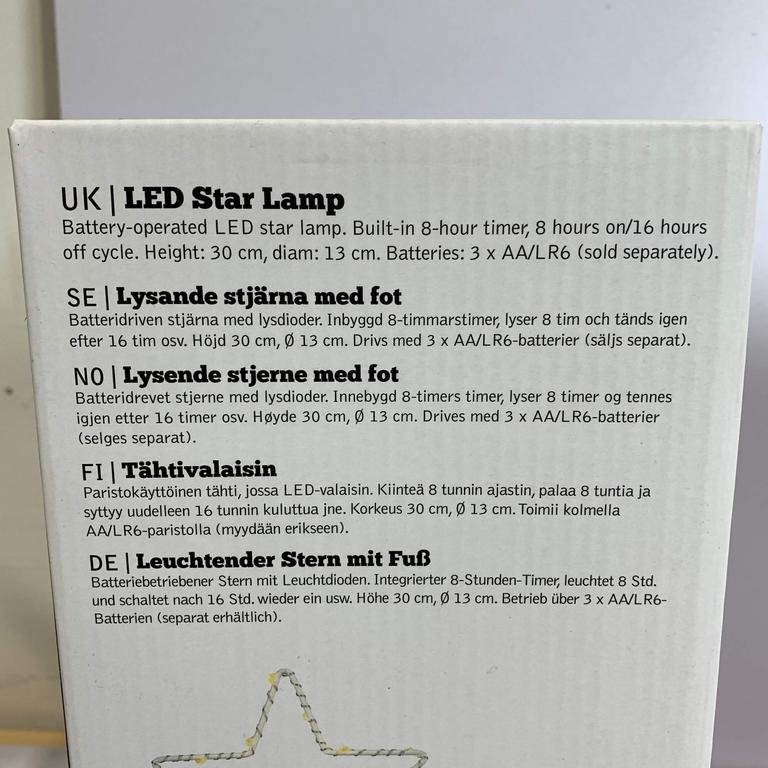 UK | LED Star Lamp
Battery-operated LED star lamp. Built-in 8-hour timer, 8 hours on/16 hours
off cycle. Height: 30 cm, diam: 13 cm. Batteries: 3 x AA/LR6 (sold separately).
SE | Lysande stjärna med fot
Batteridriven stjärna med lysdioder. Inbyggd 8-timmarstimer, lyser 8 tim och tänds igen
efter 16 tim osv. Höjd 30 cm, Ø 13 cm. Drivs med 3 x AA/LR6-batterier (säljs separat).
NO | Lysende stjerne med fot
Batteridrevet stjerne med lysdioder. Innebygd 8-timers timer, lyser 8 timer og tennes
igjen etter 16 timer osv. Høyde 30 cm, Ø 13 cm. Drives med 3 x AA/LR6-batterier
(selges separat).
FI | Tähtivalaisin
Paristokäyttöinen tähti, jossa LED-valaisin. Kiinteä 8 tunnin ajastin, palaa 8 tuntia ja
syttyy uudelleen 16 tunnin kuluttua jne. Korkeus 30 cm, Ø 13 cm. Toimii kolmella
AA/LR6-paristolla (myydään erikseen).
DE | Leuchtender Stern mit Fuß
Batteriebetriebener Stern mit Leuchtdioden. Integrierter 8-Stunden-Timer, leuchtet 8 Std.
und schaltet nach 16 Std. wieder ein usw. Höhe 30 cm, Ø 13 cm. Betrieb über 3 x AA/LR6-
Batterien (separat erhältlich).